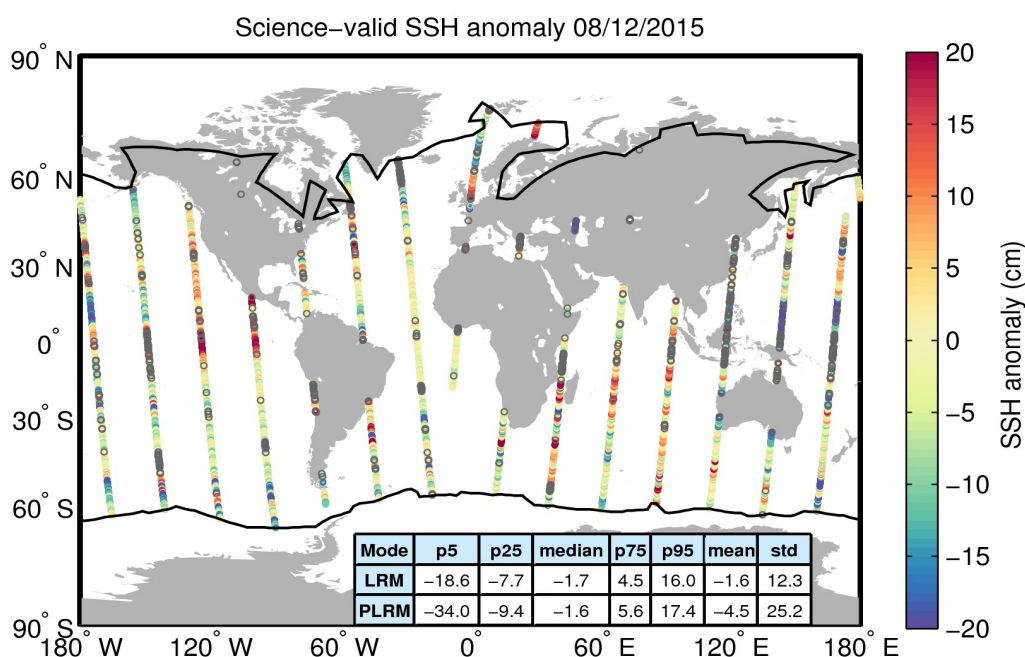 Science−valid SSH anomaly 08/12/2015
90° N
60° N
30° N
0°
30° S
60° S
90° S
180° W
120° W
60° W
0°
60° E
120° E
180° E
Mode p5 p25 median p75 p95 mean std
LRM −18.6 −7.7 −1.7 4.5 16.0 −1.6 12.3
PLRM −34.0 −9.4 −1.6 5.6 17.4 −4.5 25.2
20
15
10
5
0
−5
−10
−15
−20
SSH anomaly (cm)